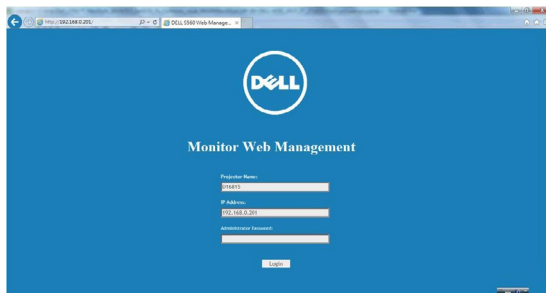 http://192.168.0.201/
DELL S560 Web Manage...
DELL
Monitor Web Management
Projector Name:
D16815
IP Address:
192.168.0.201
Administrator Password:
Login